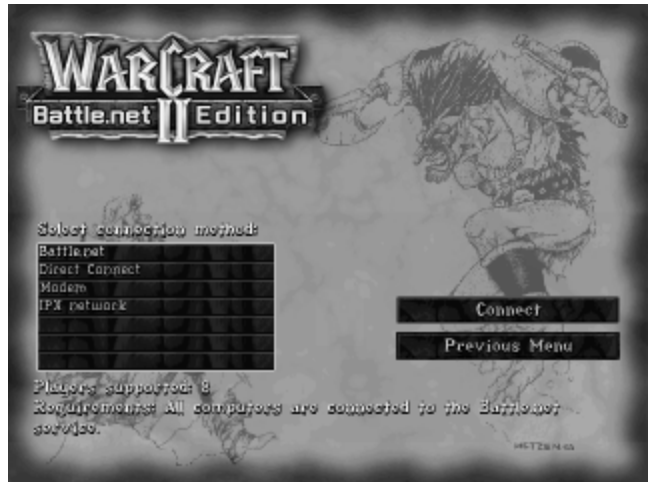 WARCRAFT
Battle.net II Edition
Select connection method:
Battle.net
Direct Connect
Modem
IPX network
Connect
Previous Menu
Players supported: 8
Requirements: All computers are connected to the Battle.net
service.